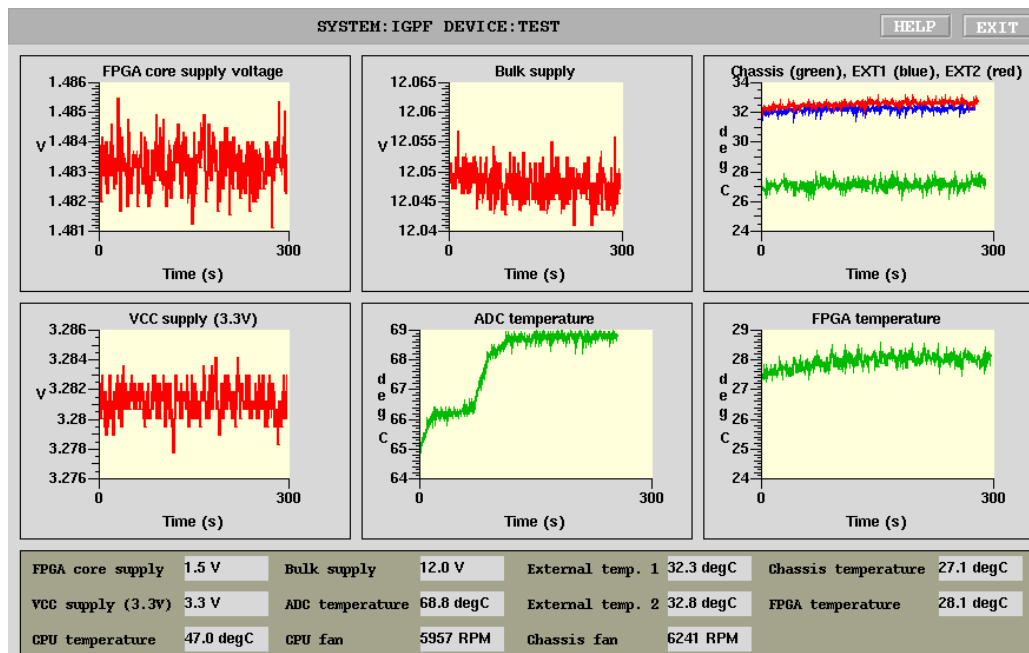 SYSTEM:IGPF DEVICE:TEST
HELP
EXIT
FPGA core supply voltage
1.486
1.485
1.484
1.483
1.482
1.481
V
0
300
Time (s)
Bulk supply
12.065
12.06
12.055
12.05
12.045
12.04
V
0
300
Time (s)
Chassis (green), EXT1 (blue), EXT2 (red)
34
32
30
28
26
24
deg C
0
300
Time (s)
VCC supply (3.3V)
3.286
3.284
3.282
3.28
3.278
3.276
V
0
300
Time (s)
ADC temperature
69
68
67
66
65
64
deg C
0
300
Time (s)
FPGA temperature
29
28
27
26
25
24
deg C
0
300
Time (s)
FPGA core supply 1.5 V Bulk supply 12.0 V External temp. 1 32.3 degC Chassis temperature 27.1 degC
VCC supply (3.3V) 3.3 V ADC temperature 68.8 degC External temp. 2 32.8 degC FPGA temperature 28.1 degC
CPU temperature 47.0 degC CPU fan 5957 RPM Chassis fan 6241 RPM